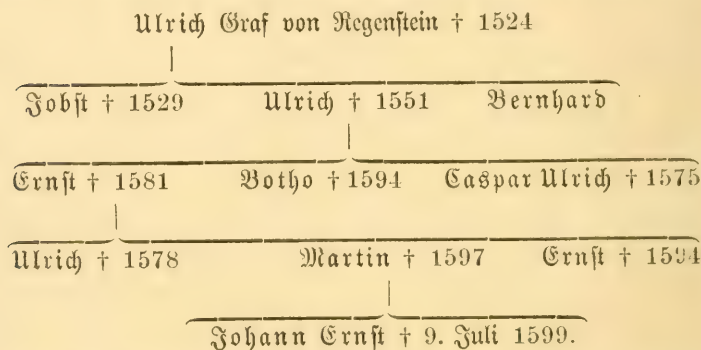 Ulrich Graf von Regenstein † 1524
Jobst † 1529 Ulrich † 1551 Bernhard
Ernst † 1581 Botho † 1594 Caspar Ulrich † 1575
Ulrich † 1578 Martin † 1597 Ernst † 1594
Johann Ernst † 9. Juli 1599.